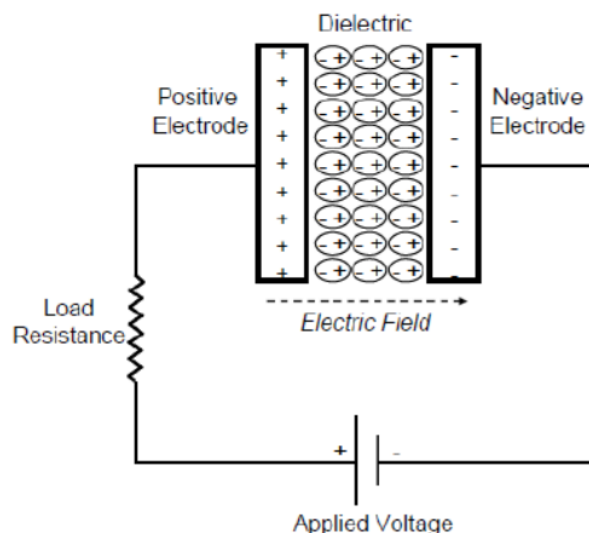 Dielectric
Positive
Electrode
Negative
Electrode
+ -
+ -
+ -
+ -
+ -
+ -
+ -
+ -
+ -
- + - + - +
- + - + - +
- + - + - +
- + - + - +
- + - + - +
- + - + - +
- + - + - +
- + - + - +
- + - + - +
Electric Field
Load
Resistance
+ -
Applied Voltage